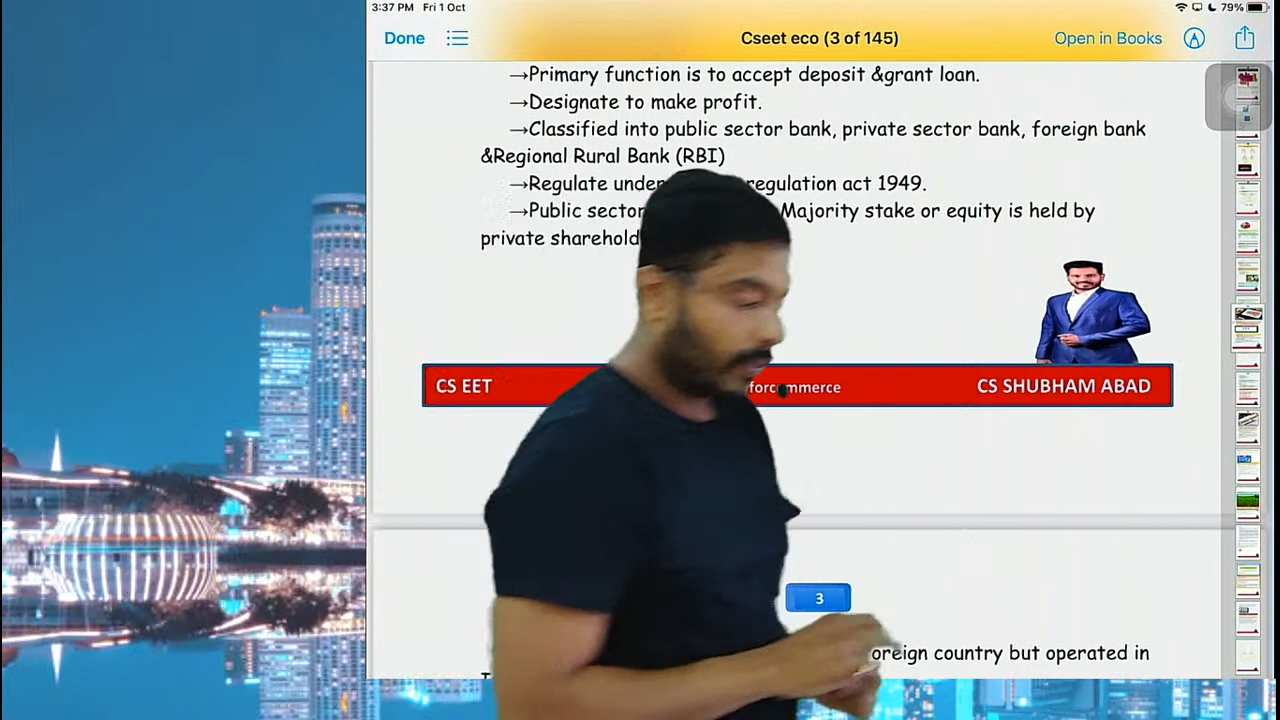 3:37 PM Fri 1 Oct 79%
Done Cseet eco (3 of 145) Open in Books
→Primary function is to accept deposit &grant loan.
→Designate to make profit.
→Classified into public sector bank, private sector bank, foreign bank
&Regional Rural Bank (RBI)
→Regulate under regulation act 1949.
→Public sector Majority stake or equity is held by
private
CS EET CS SHUBHAM ABAD
3
country but operated in